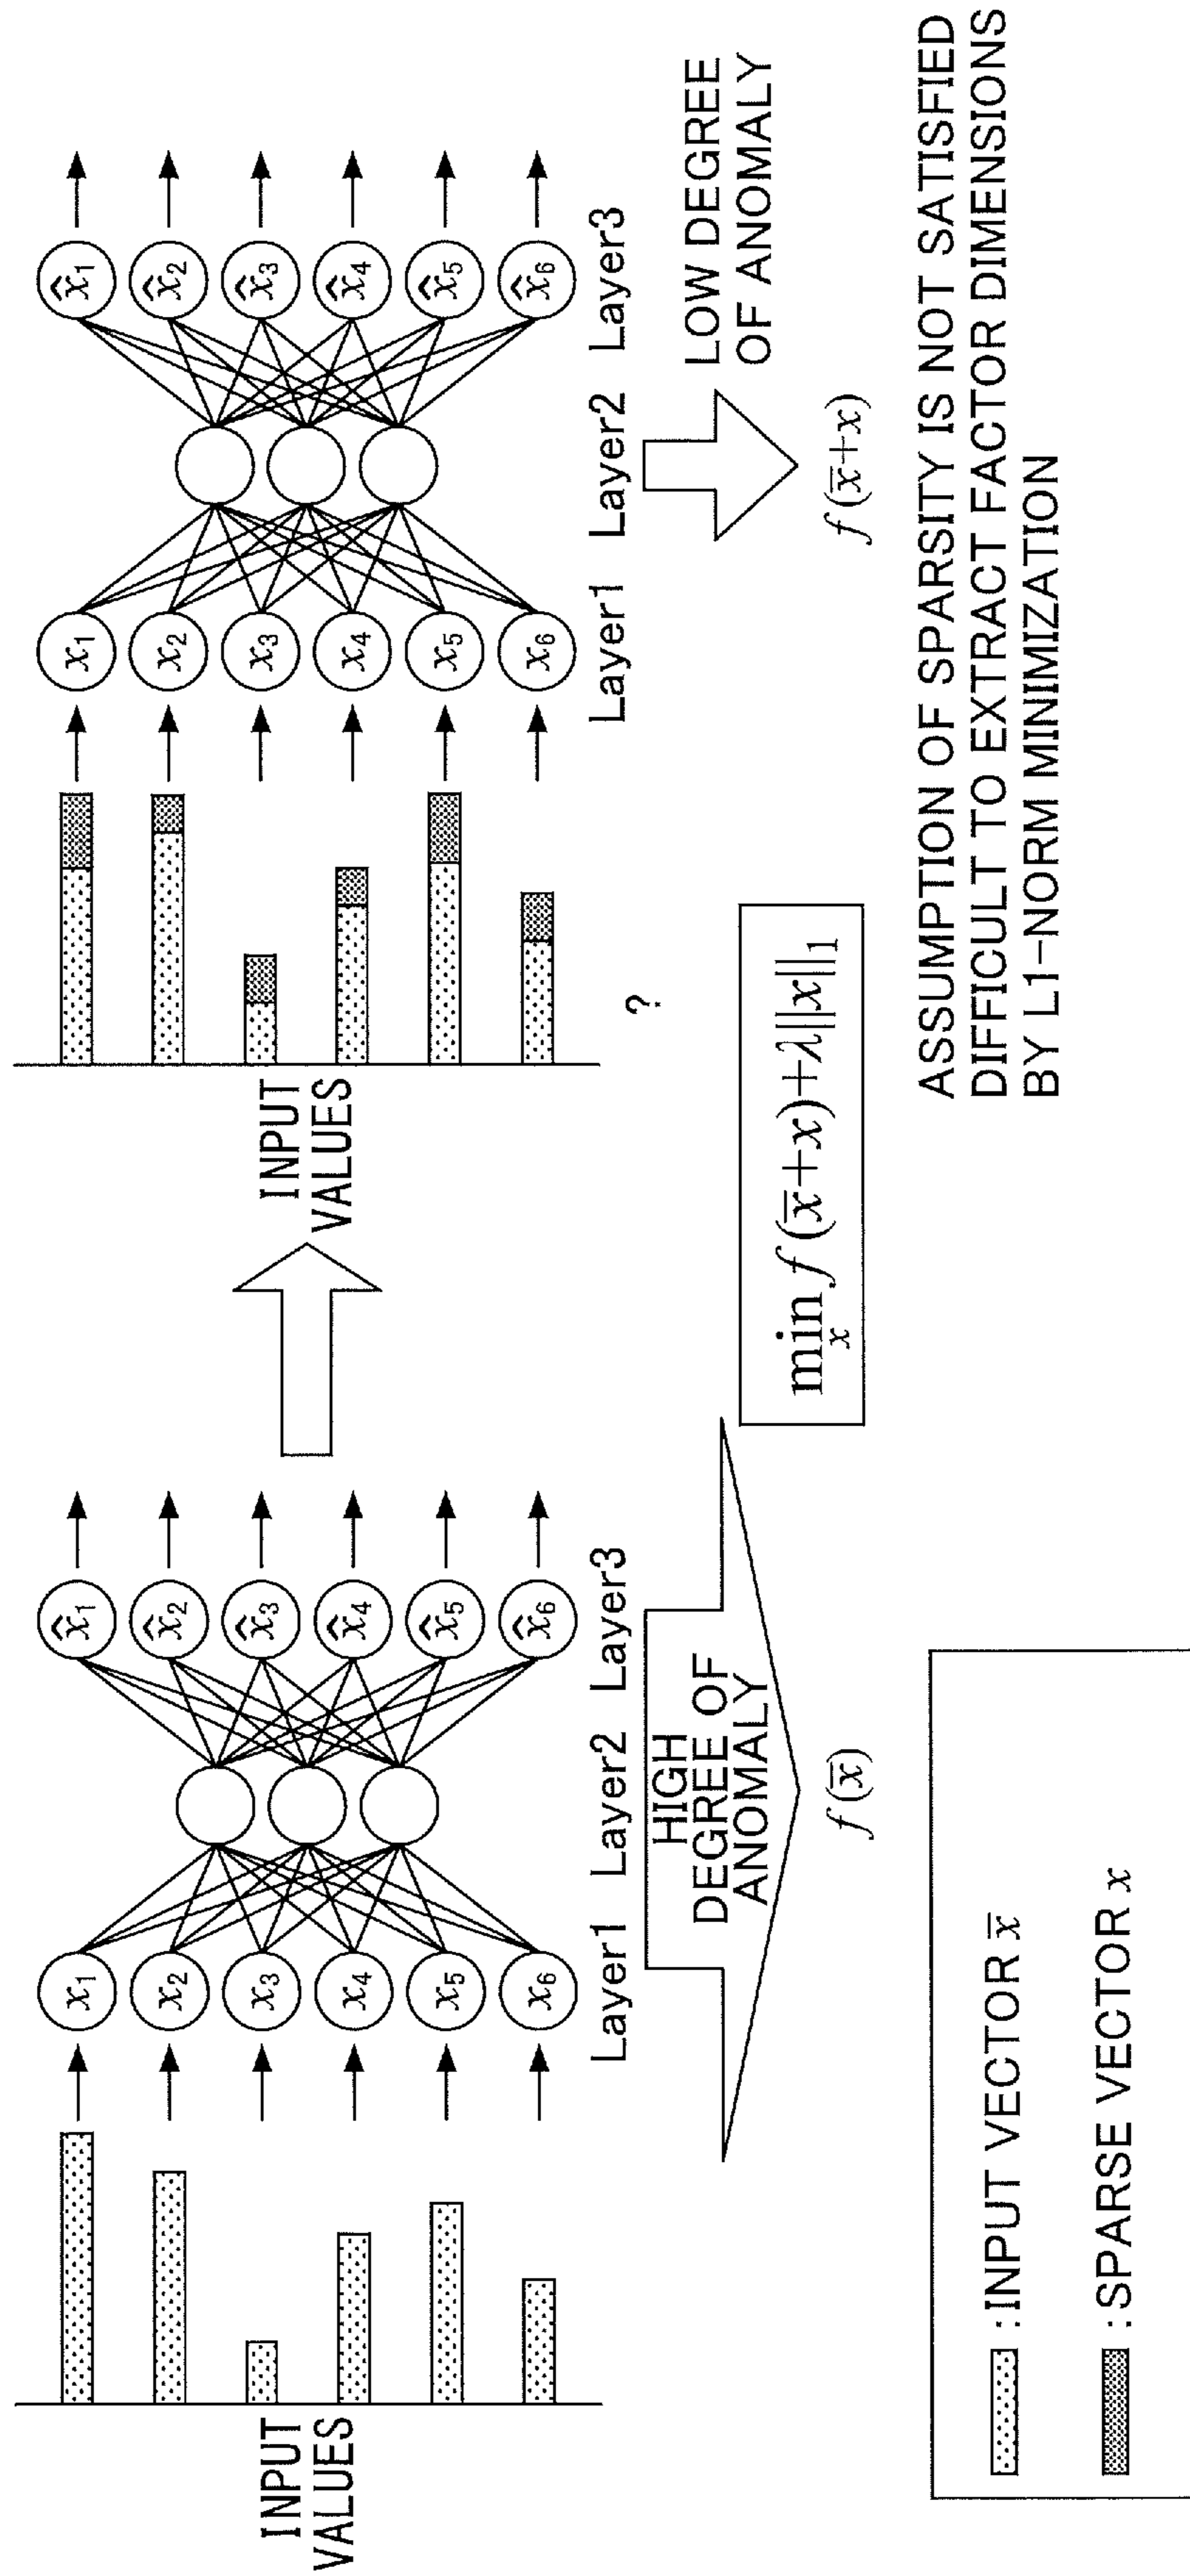 INPUT
VALUES
x₁
x₂
x₃
x₄
x₅
x₆
x̂₁
x̂₂
x̂₃
x̂₄
x̂₅
x̂₆
Layer1 Layer2 Layer3
HIGH
DEGREE OF
ANOMALY
f(x̅)
INPUT
VALUES
?
x₁
x₂
x₃
x₄
x₅
x₆
x̂₁
x̂₂
x̂₃
x̂₄
x̂₅
x̂₆
Layer1 Layer2 Layer3
LOW DEGREE
OF ANOMALY
f(x̅+x)
min f(x̅+x)+λ||x||₁
x
ASSUMPTION OF SPARSITY IS NOT SATISFIED
DIFFICULT TO EXTRACT FACTOR DIMENSIONS
BY L1-NORM MINIMIZATION
:INPUT VECTOR x̅
:SPARSE VECTOR x